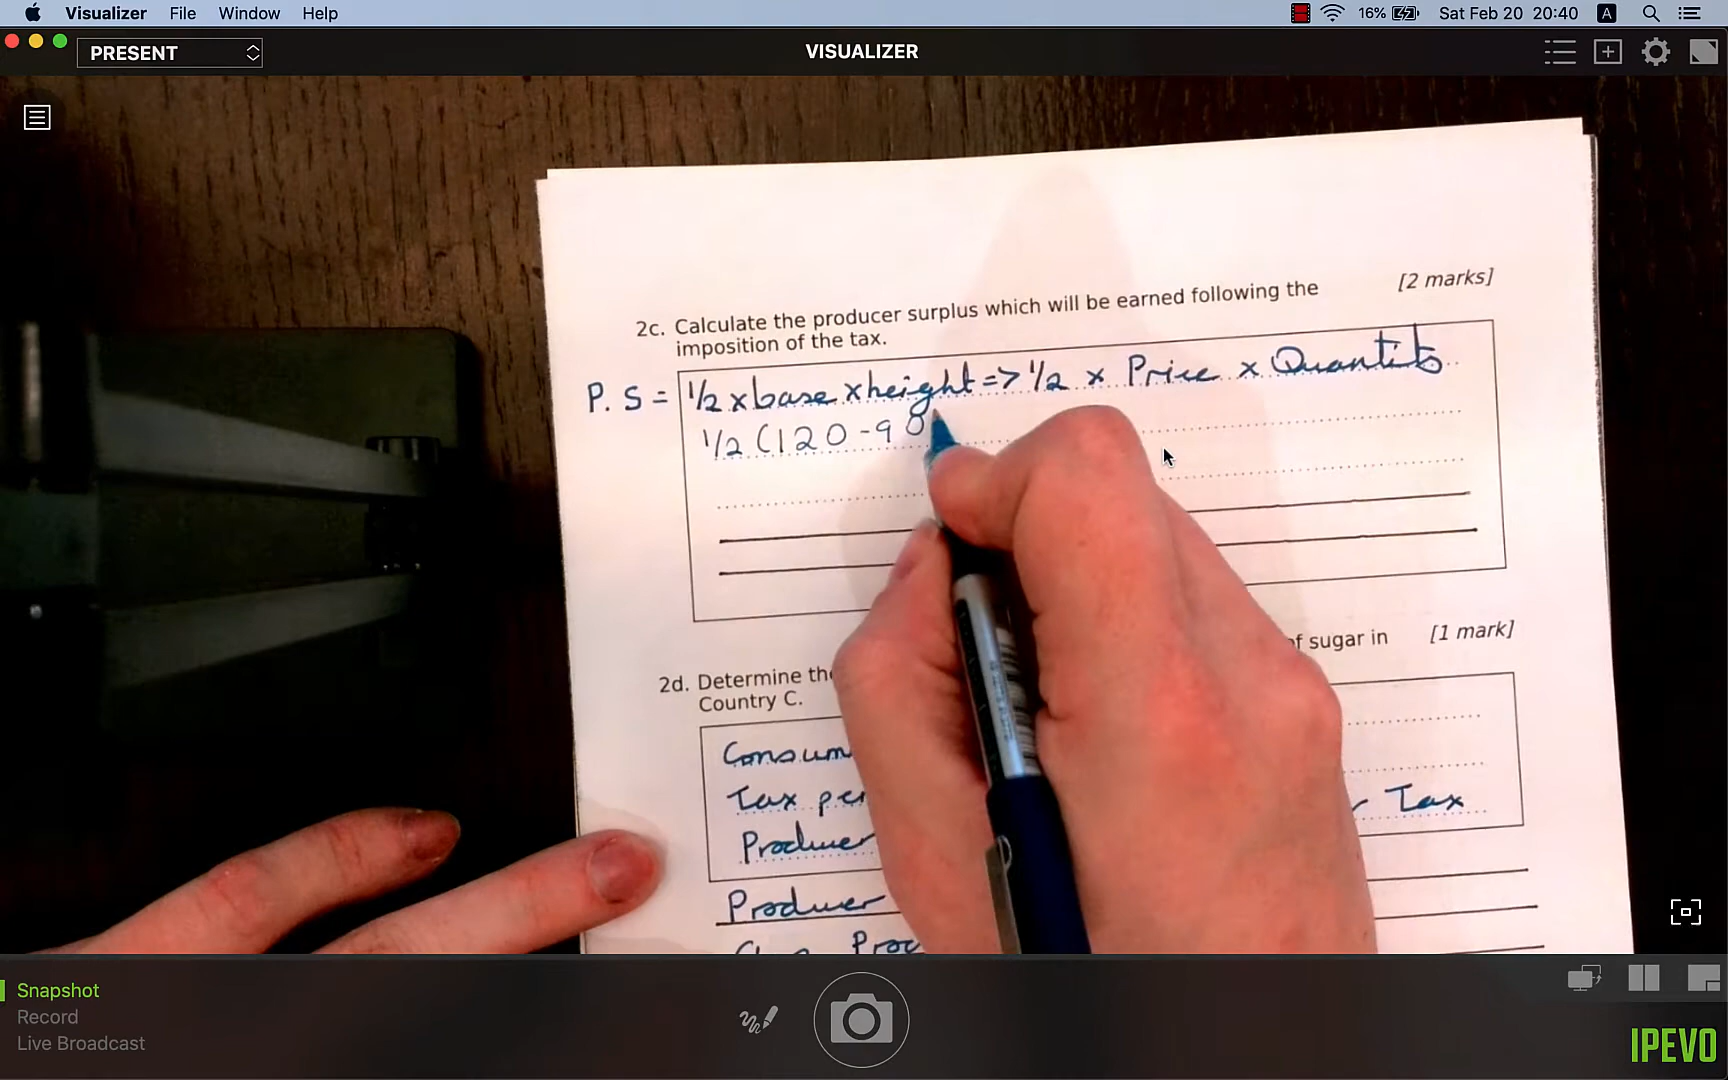 Visualizer File Window Help 16% Sat Feb 20 20:40 A
PRESENT VISUALIZER
2c. Calculate the producer surplus which will be earned following the [2 marks]
imposition of the tax.
P.S = 1/2 x base x height => 1/2 x Price x Quantity
1/2 (120 - 90
2d. Determine the f sugar in [1 mark]
Country C.
Consum
Tax per Tax
Producer
Producer
Proc
Snapshot
Record
Live Broadcast
IPEVO